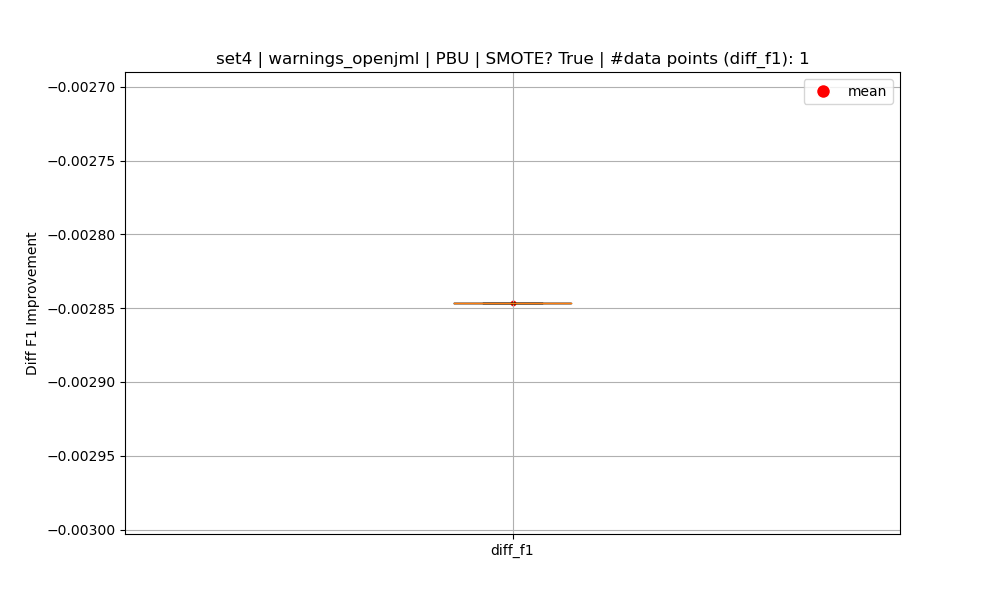 set4 | warnings_openjml | PBU | SMOTE? True | #data points (diff_f1): 1
mean
Diff F1 Improvement
−0.00270
−0.00275
−0.00280
−0.00285
−0.00290
−0.00295
−0.00300
diff_f1